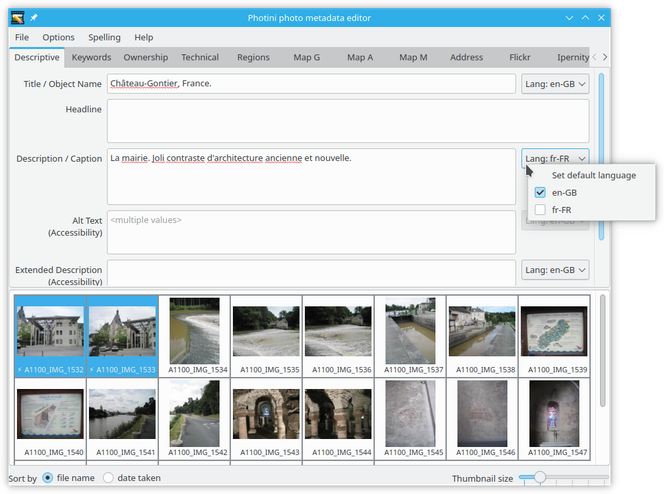 Photini photo metadata editor
File Options Spelling Help
Descriptive Keywords Ownership Technical Regions Map G Map A Map M Address Flickr Ipernity
Title / Object Name Château-Gontier, France. Lang: en-GB
Headline
Description / Caption La mairie. Joli contraste d'architecture ancienne et nouvelle. Lang: fr-FR
Set default language
en-GB
fr-FR
Alt Text <multiple values> Lang: en-GB
(Accessibility)
Extended Description Lang: en-GB
(Accessibility)
A1100_IMG_1532 A1100_IMG_1533 A1100_IMG_1534 A1100_IMG_1535 A1100_IMG_1536 A1100_IMG_1537 A1100_IMG_1538 A1100_IMG_1539
A1100_IMG_1540 A1100_IMG_1541 A1100_IMG_1542 A1100_IMG_1543 A1100_IMG_1544 A1100_IMG_1545 A1100_IMG_1546 A1100_IMG_1547
Sort by file name date taken Thumbnail size